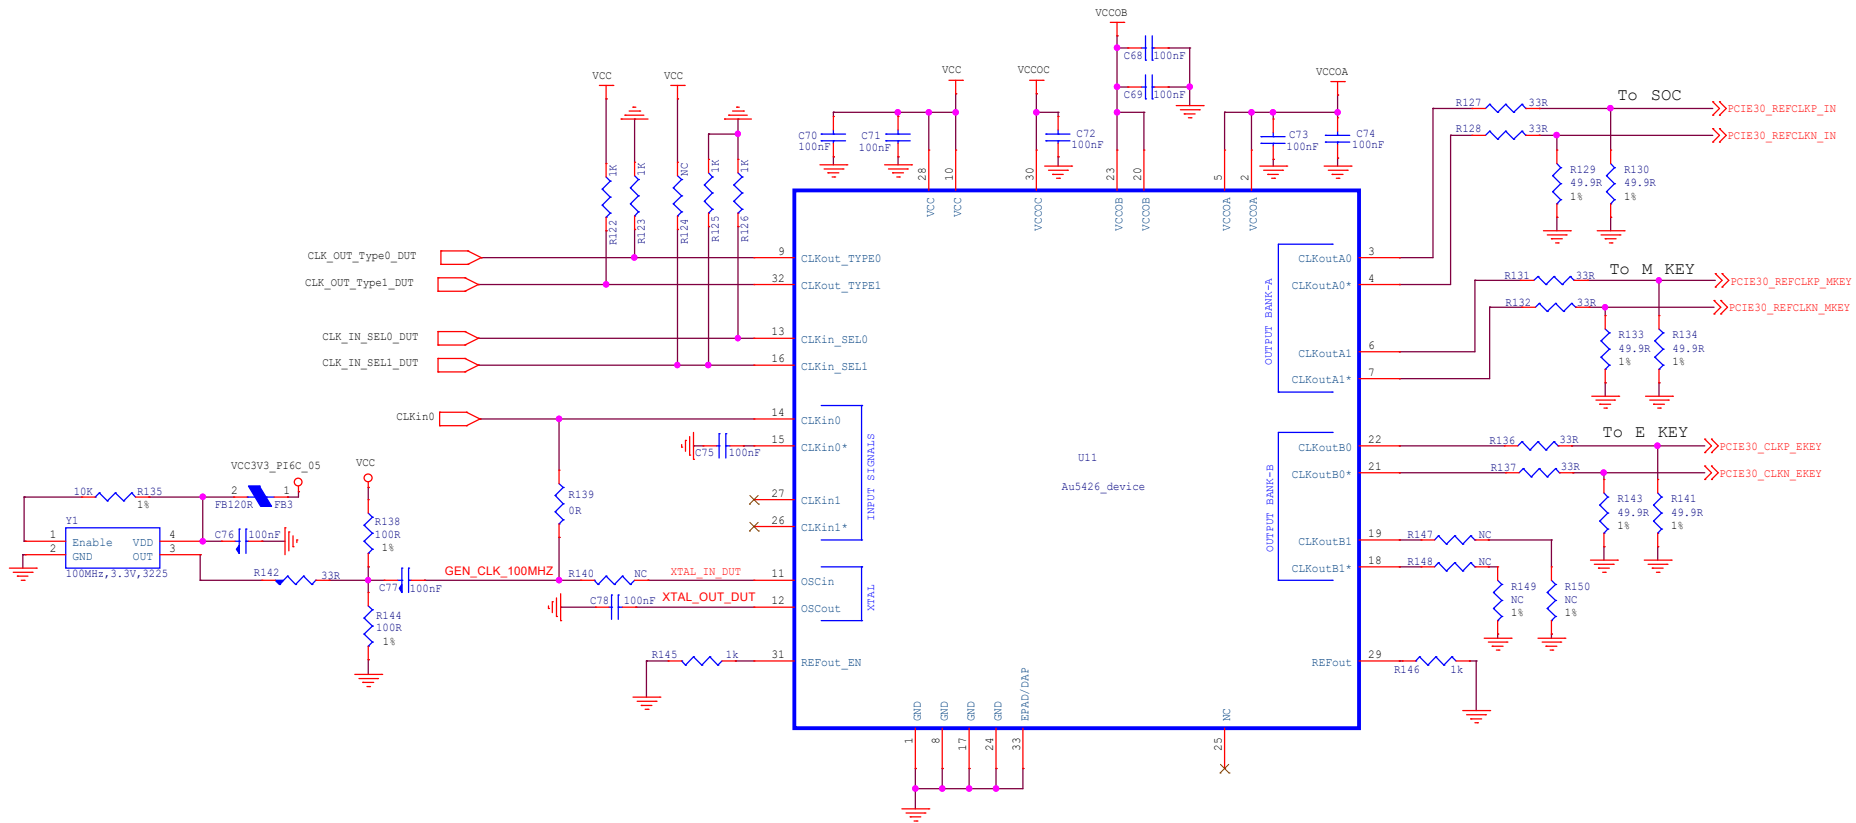 VCCOB
C68 100nF
C69 100nF
VCC
VCC
VCC
VCCOC
VCCOA
C70
100nF
C71
100nF
C72
100nF
C73
100nF
C74
100nF
1K
1K
NC
1K
1K
R122
R123
R124
R125
R126
28
10
30
23
20
5
2
VCC
VCC
VCCOC
VCCOB
VCCOB
VCCOA
VCCOA
R127 33R
To SOC
PCIE30_REFCLKP_IN
R128 33R
PCIE30_REFCLKN_IN
R129
49.9R
1%
R130
49.9R
1%
CLK_OUT_Type0_DUT
9
CLKout_TYPE0
CLK_OUT_Type1_DUT
32
CLKout_TYPE1
CLK_IN_SEL0_DUT
13
CLKin_SEL0
CLK_IN_SEL1_DUT
16
CLKin_SEL1
CLKoutA0
3
CLKoutA0*
4
OUTPUT BANK-A
CLKoutA1
6
CLKoutA1*
7
R131 33R
To M KEY
PCIE30_REFCLKP_MKEY
R132 33R
PCIE30_REFCLKN_MKEY
R133
49.9R
1%
R134
49.9R
1%
CLKin0
14
CLKin0
15
CLKin0*
C75 100nF
INPUT SIGNALS
27
CLKin1
26
CLKin1*
U11
Au5426_device
CLKoutB0
22
CLKoutB0*
21
OUTPUT BANK-B
CLKoutB1
19
CLKoutB1*
18
R136 33R
To E KEY
PCIE30_CLKP_EKEY
R137 33R
PCIE30_CLKN_EKEY
R143
49.9R
1%
R141
49.9R
1%
R147 NC
R148 NC
R149
NC
1%
R150
NC
1%
VCC3V3_PI6C_05
VCC
10K R135
1%
2 1
FB120R FB3
Y1
1
Enable
VDD
4
2
GND
OUT
3
100MHz,3.3V,3225
C76 100nF
R138
100R
1%
R139
0R
R142 33R
C77 100nF
GEN_CLK_100MHZ
R140 NC
XTAL_IN_DUT
11
OSCin
C78 100nF
XTAL_OUT_DUT
12
OSCout
XTAL
R144
100R
1%
R145 1k
31
REFout_EN
REFout
29
R146 1k
GND
GND
GND
GND
EPAD/DAP
NC
1
8
17
24
33
25